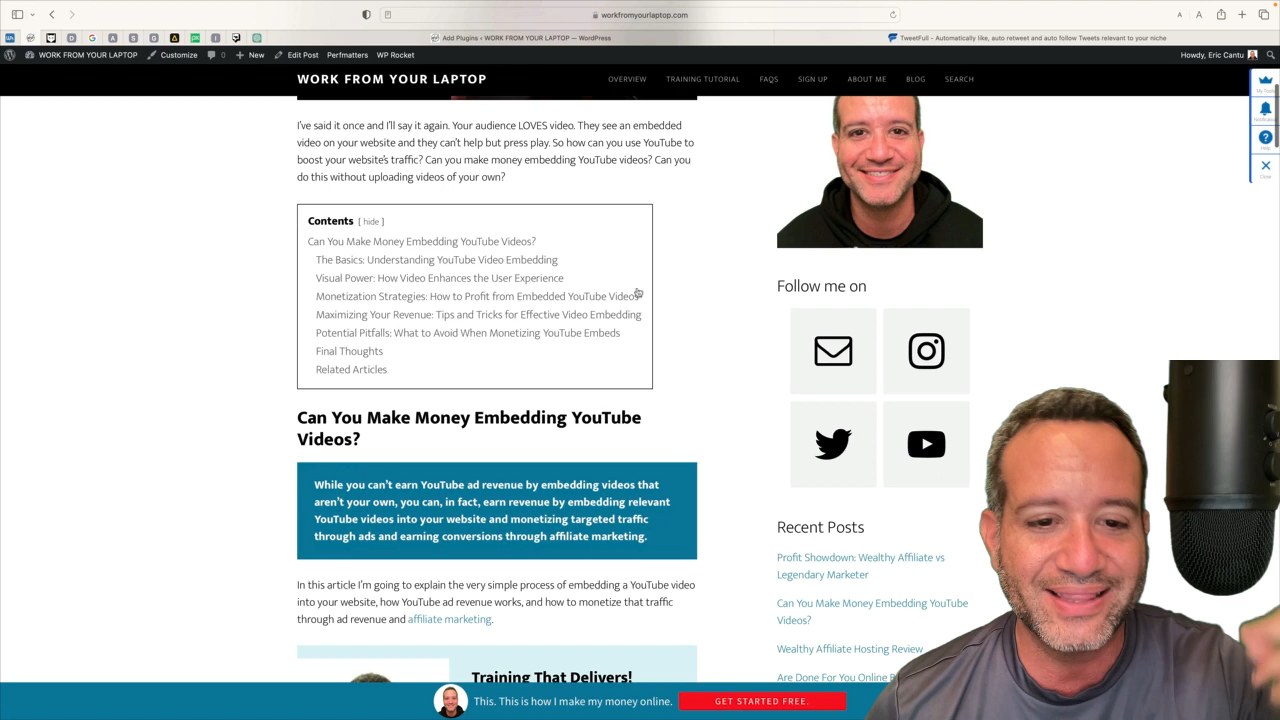 workfromyourlaptop.com
A A
Add Plugins ‹ WORK FROM YOUR LAPTOP — WordPress
TweetFull - Automatically like, auto retweet and auto follow Tweets relevant to your niche
WORK FROM YOUR LAPTOP Customize 0 New Edit Post Perfmatters WP Rocket Howdy, Eric Cantu
WORK FROM YOUR LAPTOP
OVERVIEW TRAINING TUTORIAL FAQS SIGN UP ABOUT ME BLOG SEARCH
My Tools
Notifications
Help
Close
I've said it once and I'll say it again. Your audience LOVES video. They see an embedded
video on your website and they can't help but press play. So how can you use YouTube to
boost your website's traffic? Can you make money embedding YouTube videos? Can you
do this without uploading videos of your own?
Contents [ hide ]
Can You Make Money Embedding YouTube Videos?
The Basics: Understanding YouTube Video Embedding
Visual Power: How Video Enhances the User Experience
Monetization Strategies: How to Profit from Embedded YouTube Videos
Maximizing Your Revenue: Tips and Tricks for Effective Video Embedding
Potential Pitfalls: What to Avoid When Monetizing YouTube Embeds
Final Thoughts
Related Articles
Can You Make Money Embedding YouTube
Videos?
While you can't earn YouTube ad revenue by embedding videos that
aren't your own, you can, in fact, earn revenue by embedding relevant
YouTube videos into your website and monetizing targeted traffic
through ads and earning conversions through affiliate marketing.
In this article I'm going to explain the very simple process of embedding a YouTube video
into your website, how YouTube ad revenue works, and how to monetize that traffic
through ad revenue and affiliate marketing.
Training That Delivers!
Follow me on
Recent Posts
Profit Showdown: Wealthy Affiliate vs
Legendary Marketer
Can You Make Money Embedding YouTube
Videos?
Wealthy Affiliate Hosting Review
Are Done For You Online
This. This is how I make my money online. GET STARTED FREE.